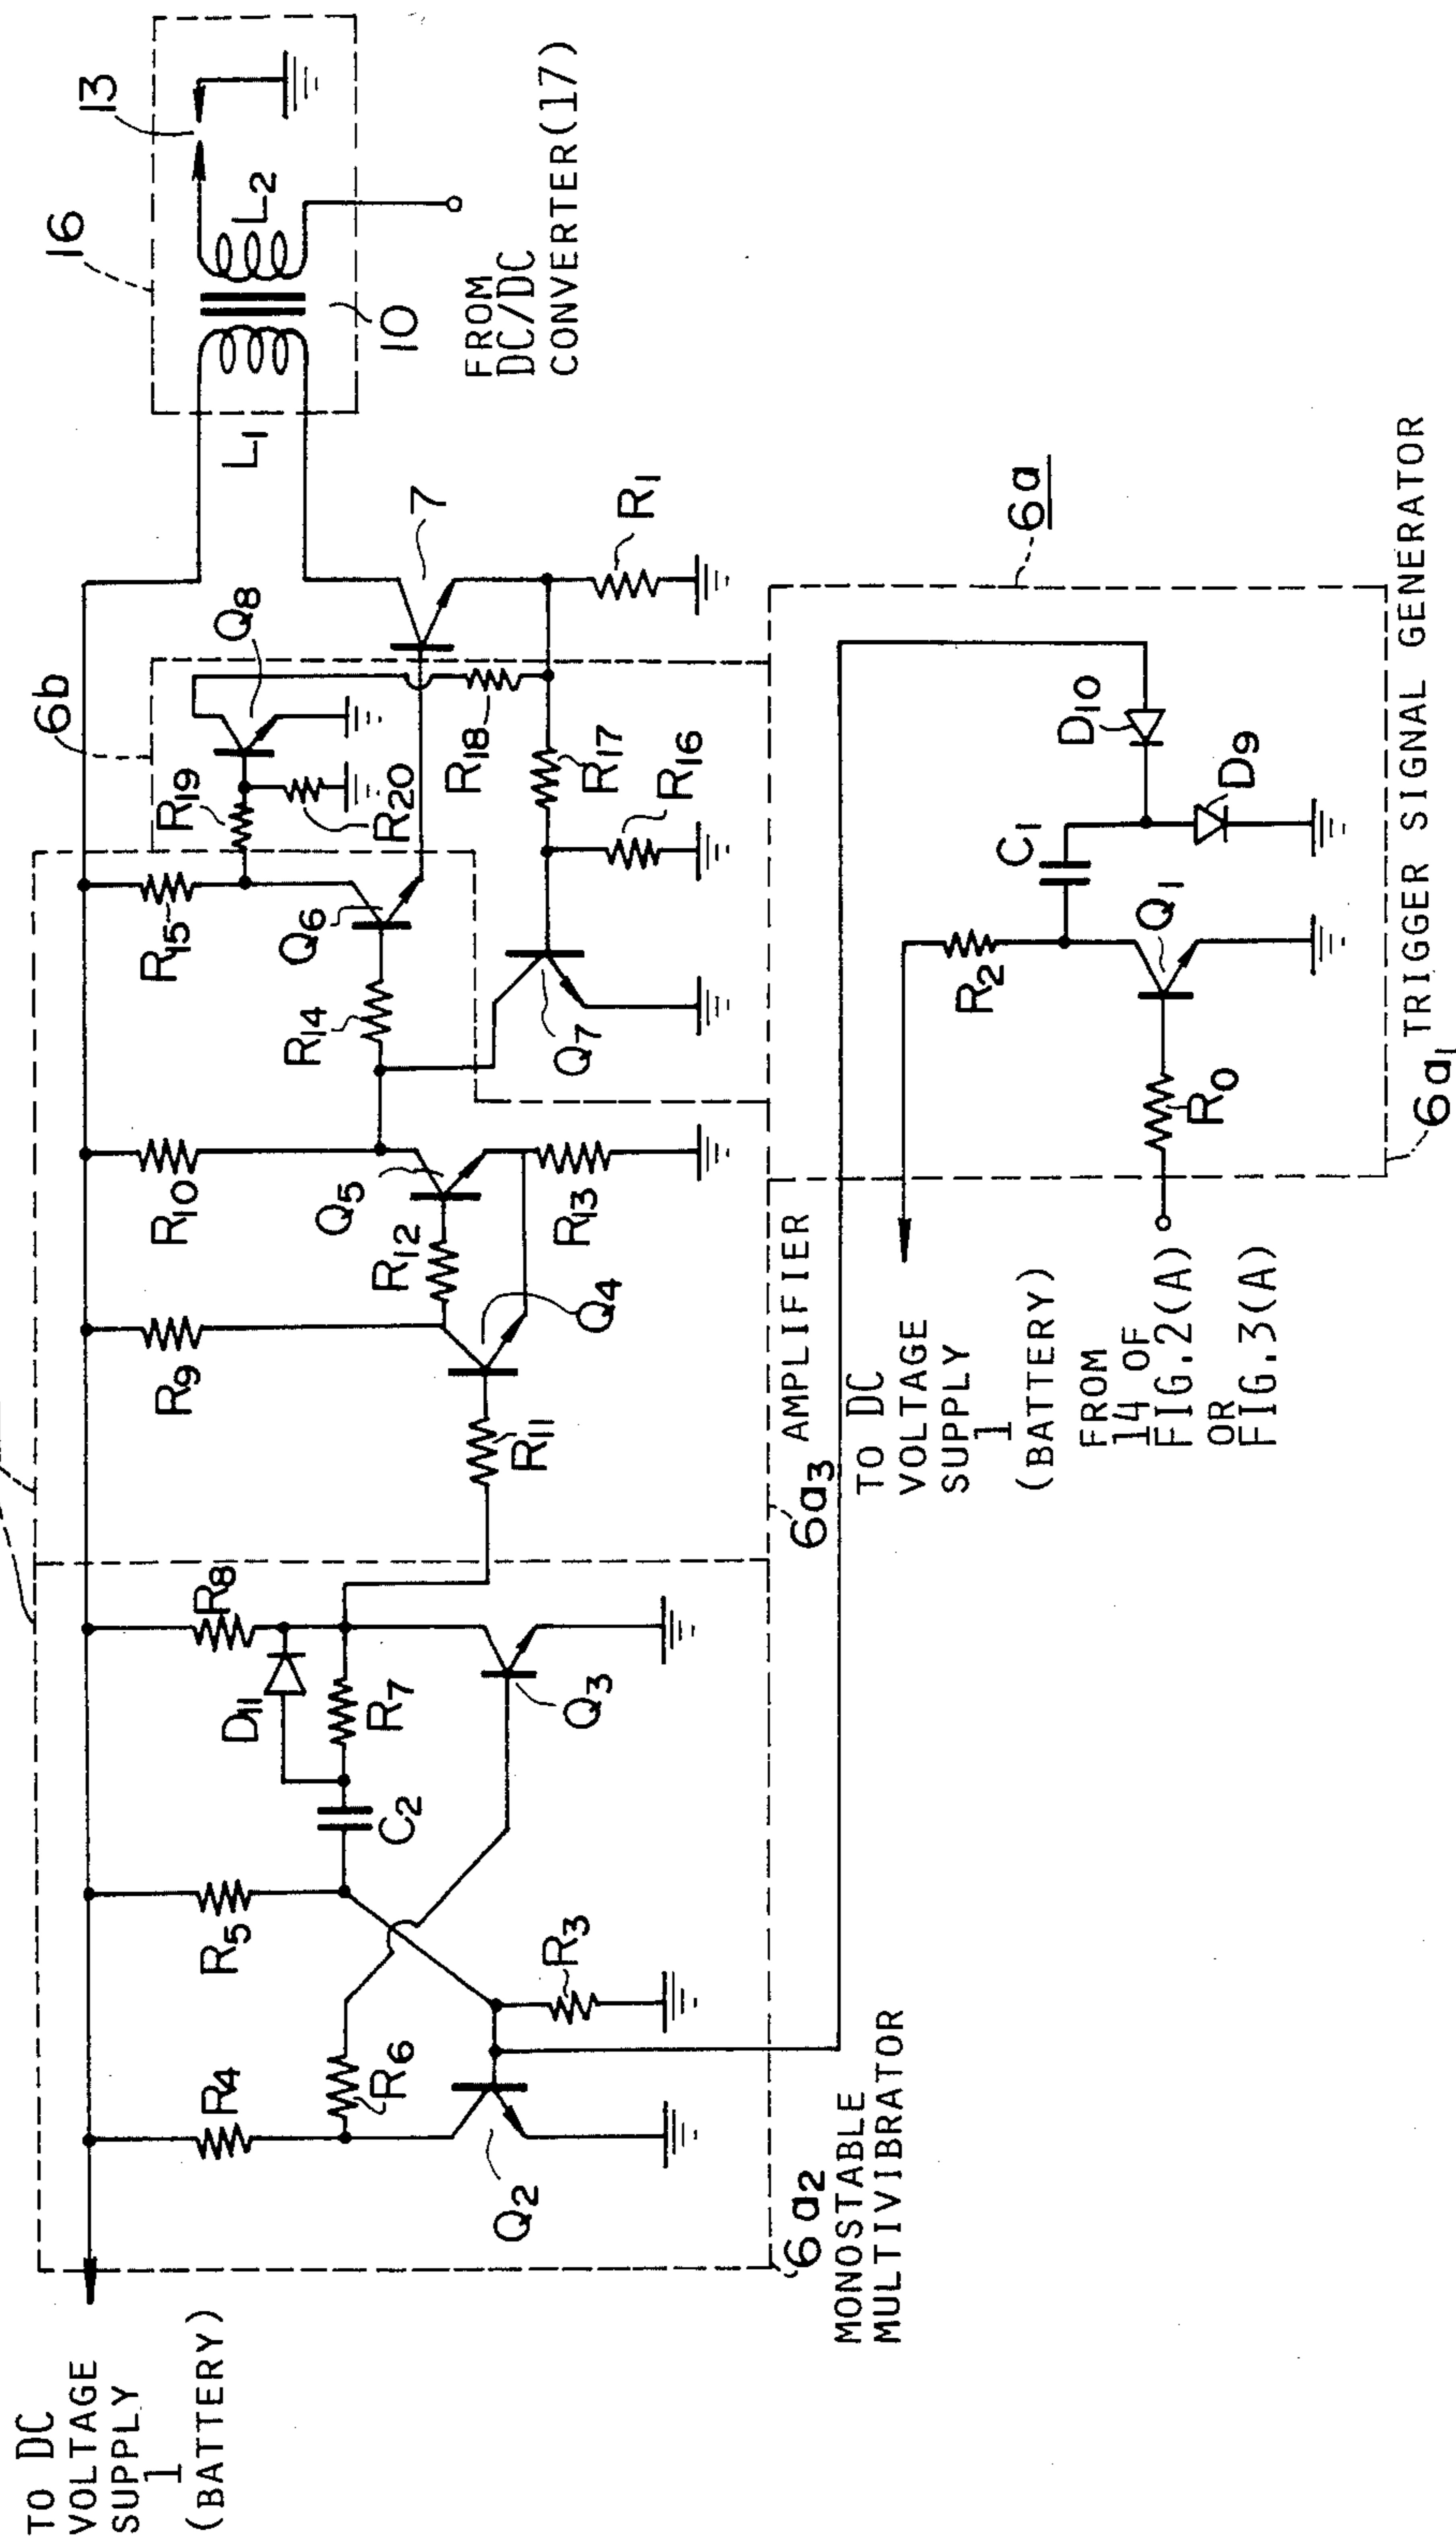 TO DC
VOLTAGE
SUPPLY
1
(BATTERY)
R4
R5
R8
R9
R10
R15
R19
R20
Q8
6b
16
13
L1
L2
10
FROM
DC/DC
CONVERTER(17)
D11
R7
C2
R6
R3
Q2
Q3
R11
Q4
R12
Q5
R13
R14
Q6
Q7
R18
R17
R16
7
R1
6a2
MONOSTABLE
MULTIVIBRATOR
6a3
AMPLIFIER
6a
TO DC
VOLTAGE
SUPPLY
1
(BATTERY)
FROM
14 OF
FIG.2(A)
OR
FIG.3(A)
R0
R2
Q1
C1
D10
D9
6a1
TRIGGER SIGNAL GENERATOR